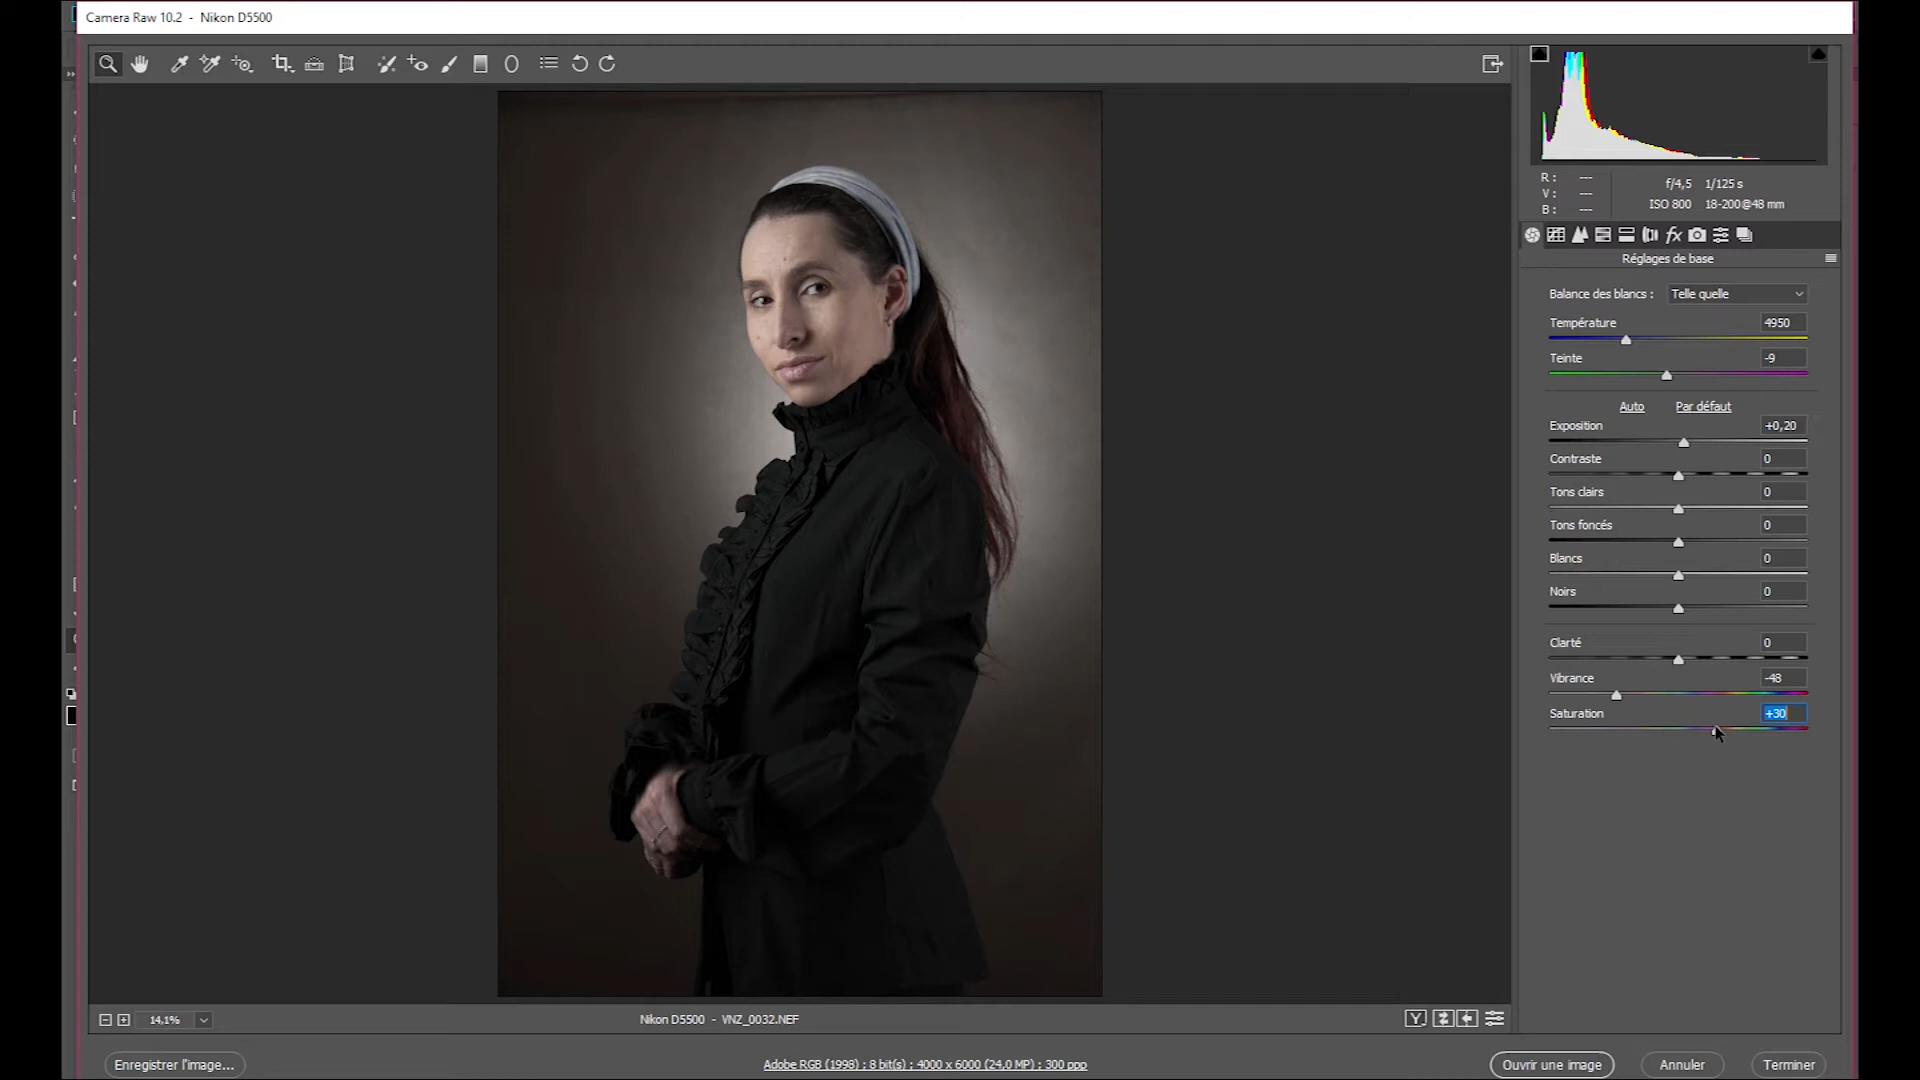 Camera Raw 10.2 - Nikon D5500
R : ---
V : ---
B : ---
f/4,5 1/125 s
ISO 800 18-200@48 mm
Réglages de base
Balance des blancs : Telle quelle
Température 4950
Teinte -9
Auto Par défaut
Exposition +0,20
Contraste 0
Tons clairs 0
Tons foncés 0
Blancs 0
Noirs 0
Clarté 0
Vibrance -48
Saturation +30
14,1%
Nikon D5500 - VNZ_0032.NEF
Y
Enregistrer l'image...
Adobe RGB (1998) ; 8 bit(s) ; 4000 x 6000 (24,0 MP) ; 300 ppp
Ouvrir une image
Annuler
Terminer